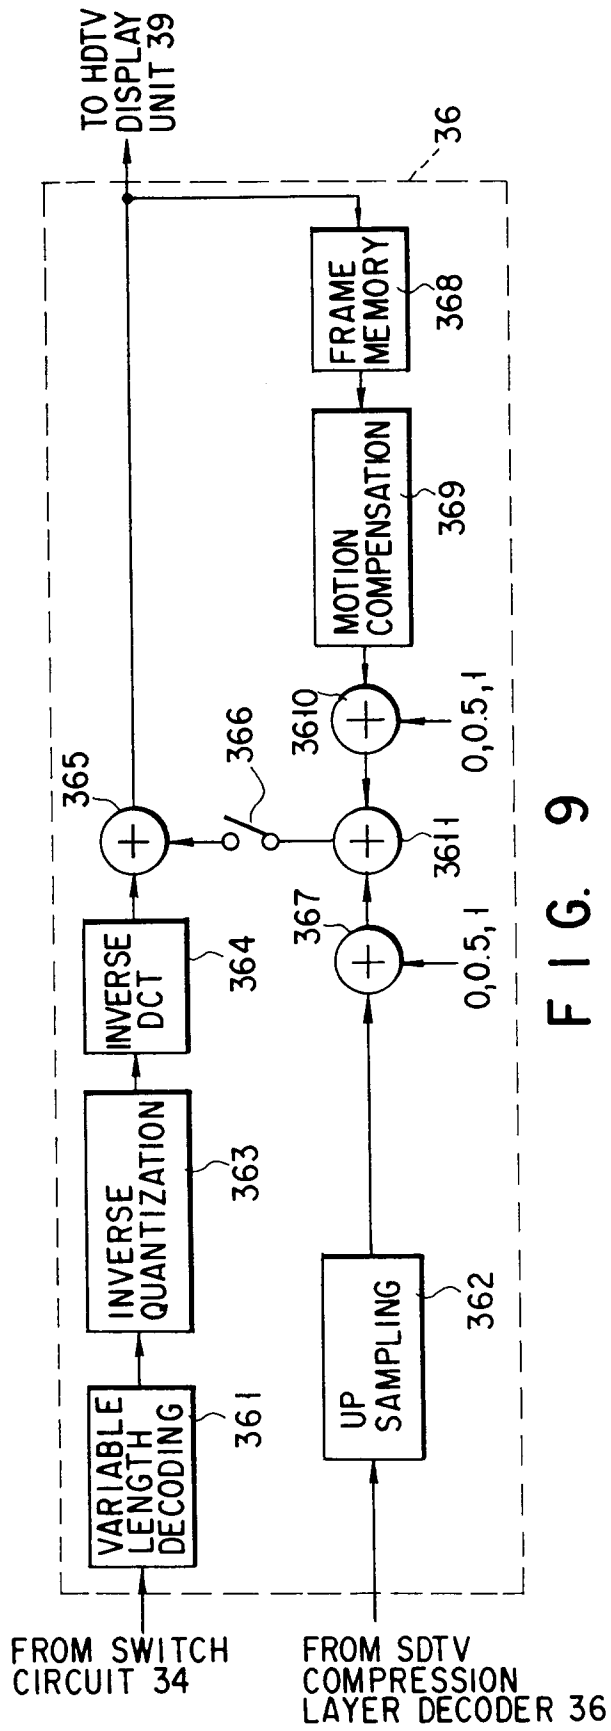 FROM SWITCH
CIRCUIT 34
VARIABLE
LENGTH
DECODING
361
INVERSE
QUANTIZATION
363
INVERSE
DCT
364
365
TO HDTV
DISPLAY
UNIT 39
36
366
FROM SDTV
COMPRESSION
LAYER DECODER 36
UP
SAMPLING
362
367
0,0.5,1
3611
3610
0,0.5,1
MOTION
COMPENSATION
369
FRAME
MEMORY
368
FIG. 9